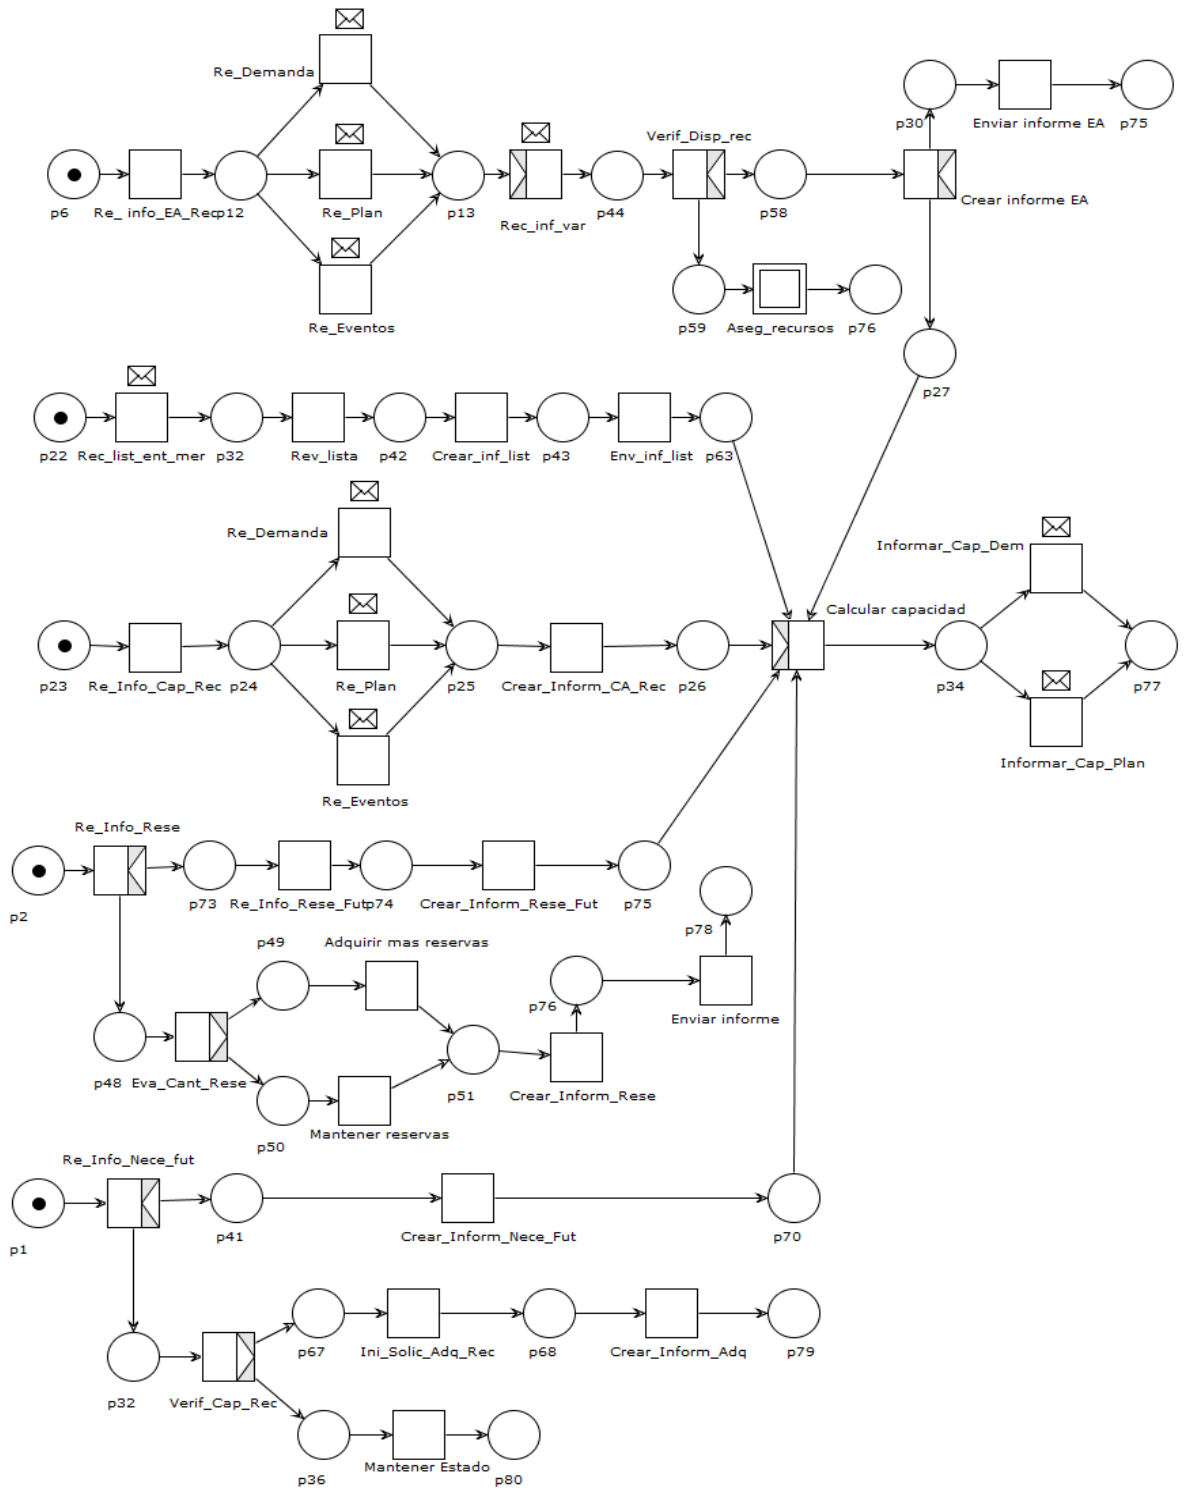 Re_Demanda
p30
Enviar informe EA
p75
Verif_Disp_rec
p6
Re_ info_EA_Rec
p12
Re_Plan
p13
Rec_inf_var
p44
p58
Crear informe EA
Re_Eventos
p59
Aseg_recursos
p76
p27
p22
Rec_list_ent_mer
p32
Rev_lista
p42
Crear_inf_list
p43
Env_inf_list
p63
Re_Demanda
Informar_Cap_Dem
Calcular capacidad
p23
Re_Info_Cap_Rec
p24
Re_Plan
p25
Crear_Inform_CA_Rec
p26
p34
p77
Informar_Cap_Plan
Re_Eventos
Re_Info_Rese
p2
p73
Re_Info_Rese_Fut
p74
Crear_Inform_Rese_Fut
p75
p78
p49
Adquirir mas reservas
p76
Enviar informe
p48
Eva_Cant_Rese
p51
Crear_Inform_Rese
p50
Mantener reservas
Re_Info_Nece_fut
p1
p41
Crear_Inform_Nece_Fut
p70
p67
Ini_Solic_Adq_Rec
p68
Crear_Inform_Adq
p79
p32
Verif_Cap_Rec
p36
Mantener Estado
p80